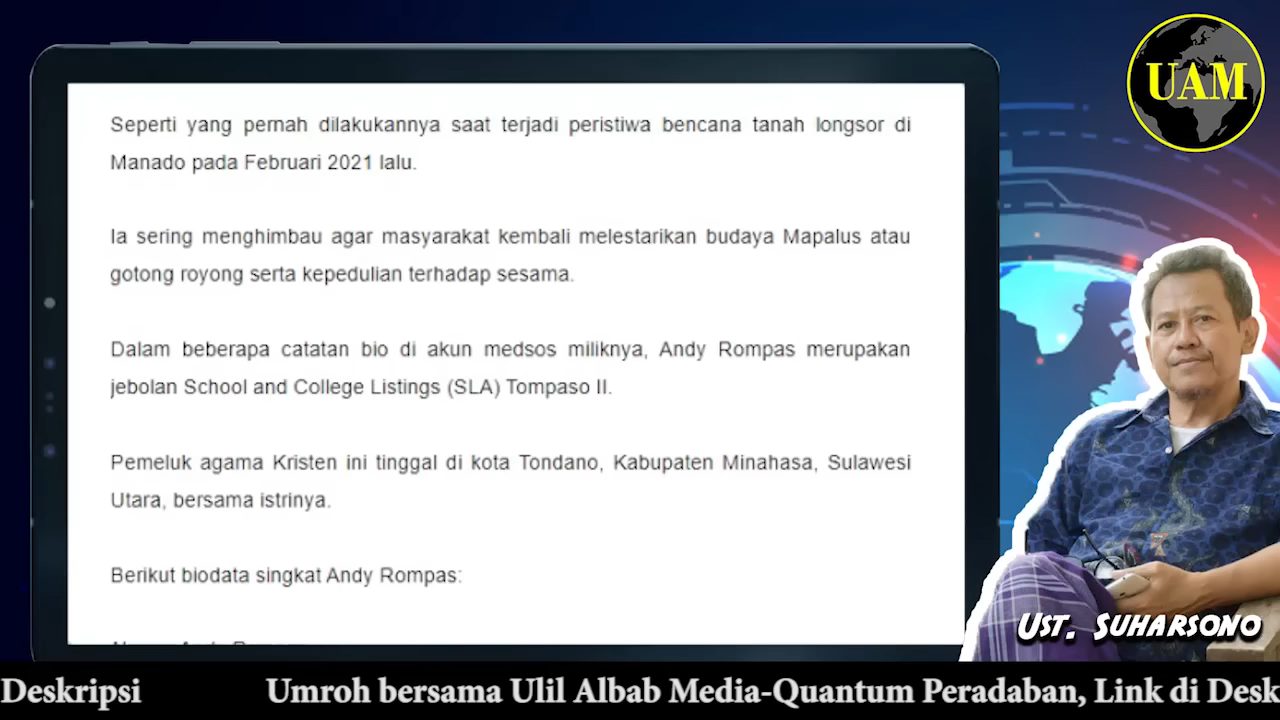 Seperti yang pernah dilakukannya saat terjadi peristiwa bencana tanah longsor di
Manado pada Februari 2021 lalu.
Ia sering menghimbau agar masyarakat kembali melestarikan budaya Mapalus atau
gotong royong serta kepedulian terhadap sesama.
Dalam beberapa catatan bio di akun medsos miliknya, Andy Rompas merupakan
jebolan School and College Listings (SLA) Tompaso II.
Pemeluk agama Kristen ini tinggal di kota Tondano, Kabupaten Minahasa, Sulawesi
Utara, bersama istrinya.
Berikut biodata singkat Andy Rompas:
UAM
UST. SUHARSONO
Deskripsi Umroh bersama Ulil Albab Media-Quantum Peradaban, Link di Desk